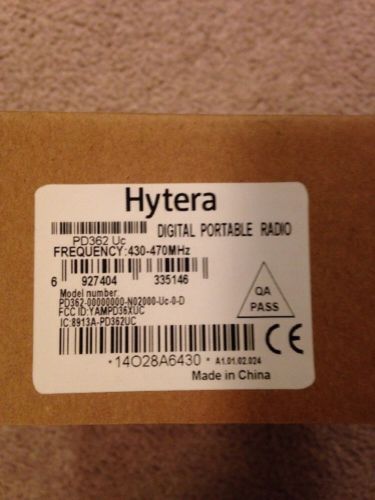 Hytera
PD362 Uc
DIGITAL PORTABLE RADIO
FREQUENCY:430-470MHz
6 927404 335146
Model number:
PD362-00000000-N02000-Uc-0-D
FCC ID:YAMPD36XUC
IC:8913A-PD362UC
QA
PASS
*14O28A6430* A1.01.02.024
CE
Made in China